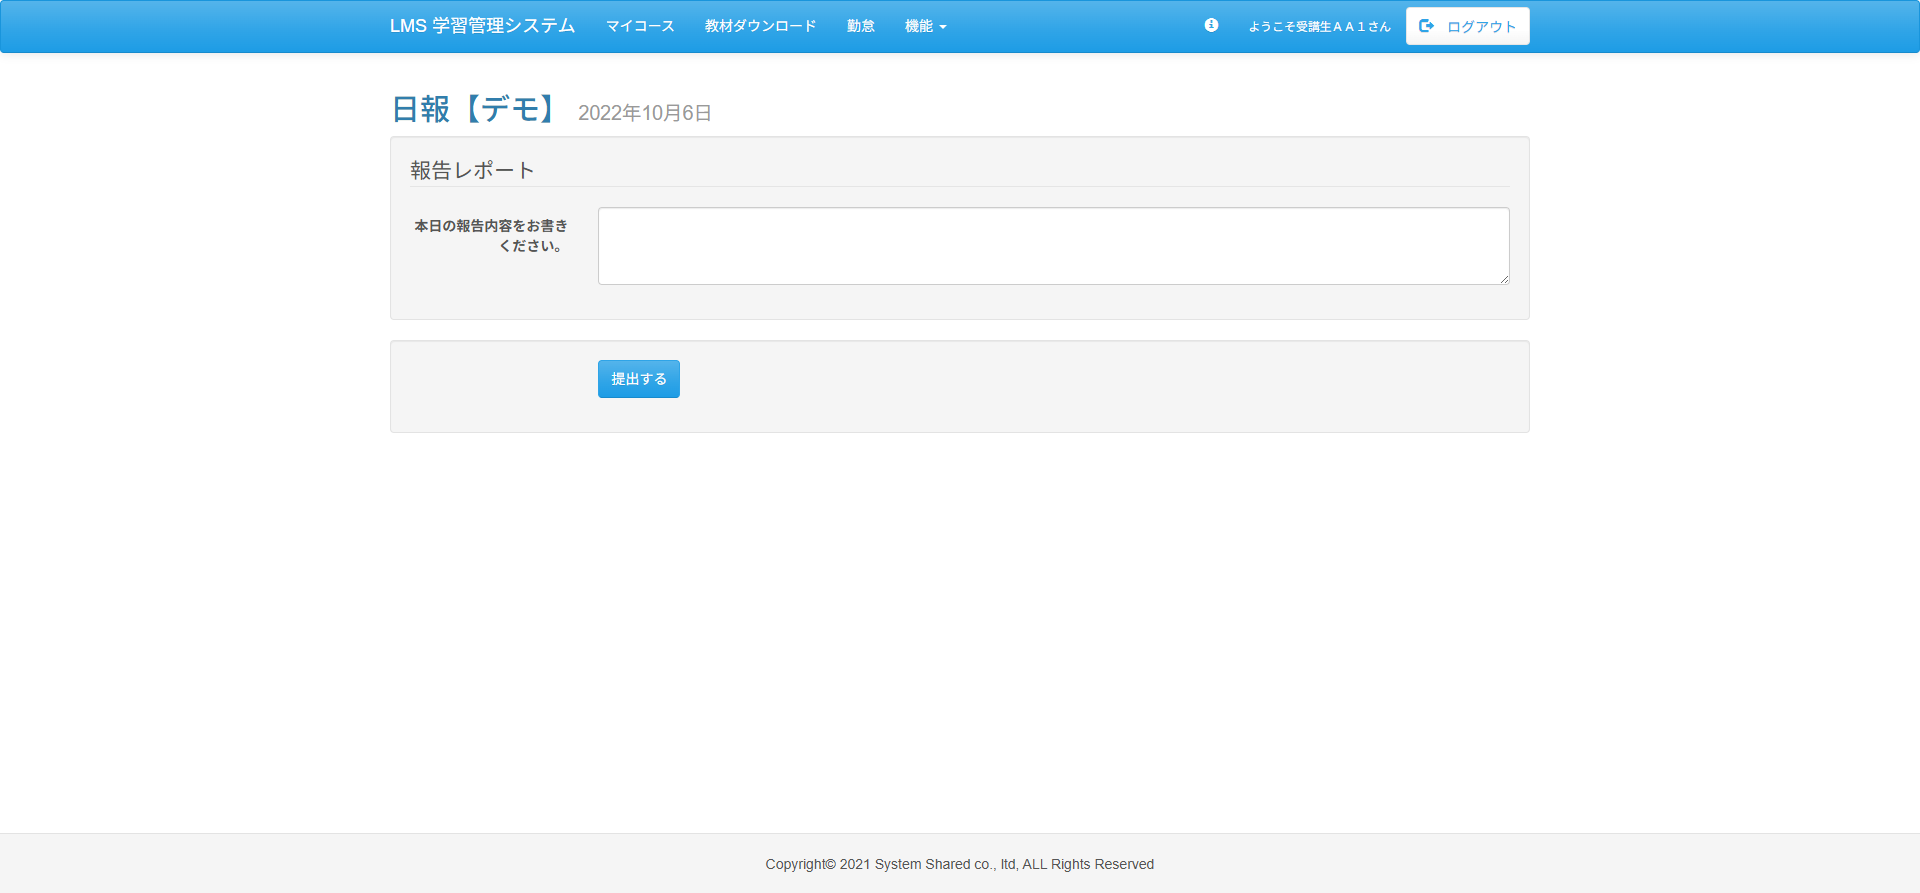 LMS 学習管理システム マイコース 教材ダウンロード 勤怠 機能 ようこそ受講生ＡＡ１さん ログアウト
日報【デモ】 2022年10月6日
報告レポート
本日の報告内容をお書き
ください。
提出する
Copyright© 2021 System Shared co., ltd, ALL Rights Reserved